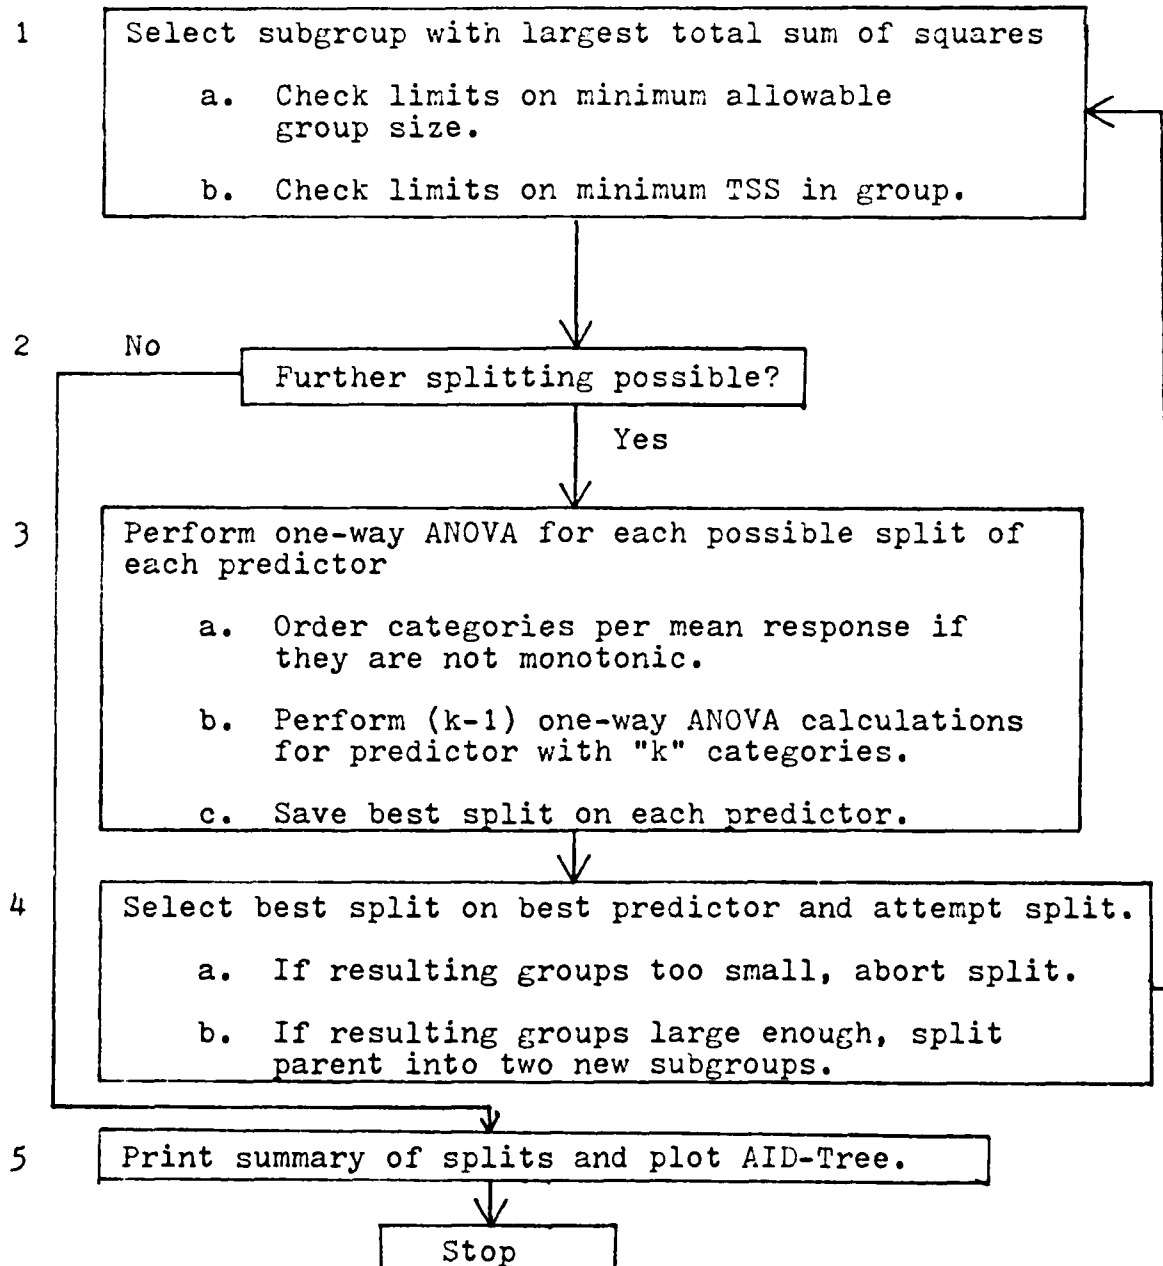 1 Select subgroup with largest total sum of squares
a. Check limits on minimum allowable
group size.
b. Check limits on minimum TSS in group.
2 No
Further splitting possible?
Yes
3 Perform one-way ANOVA for each possible split of
each predictor
a. Order categories per mean response if
they are not monotonic.
b. Perform (k-1) one-way ANOVA calculations
for predictor with "k" categories.
c. Save best split on each predictor.
4 Select best split on best predictor and attempt split.
a. If resulting groups too small, abort split.
b. If resulting groups large enough, split
parent into two new subgroups.
5 Print summary of splits and plot AID-Tree.
Stop